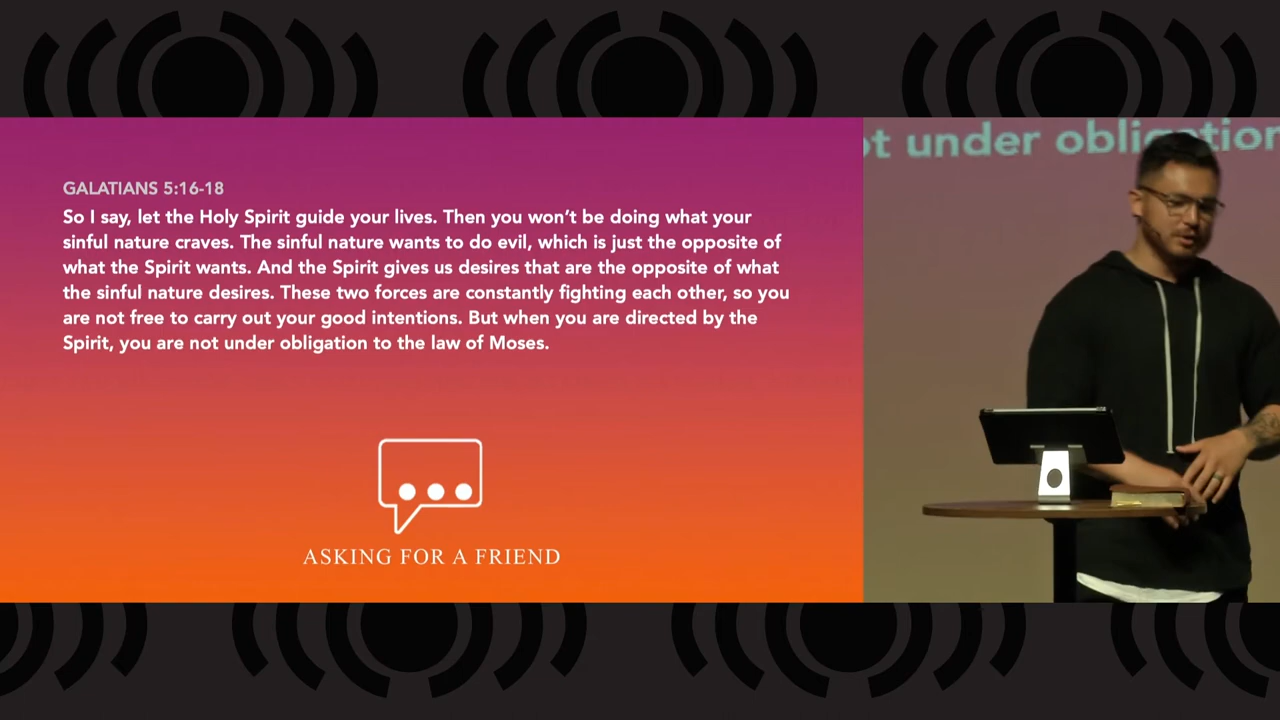 GALATIANS 5:16-18
So I say, let the Holy Spirit guide your lives. Then you won’t be doing what your
sinful nature craves. The sinful nature wants to do evil, which is just the opposite of
what the Spirit wants. And the Spirit gives us desires that are the opposite of what
the sinful nature desires. These two forces are constantly fighting each other, so you
are not free to carry out your good intentions. But when you are directed by the
Spirit, you are not under obligation to the law of Moses.
ASKING FOR A FRIEND
under